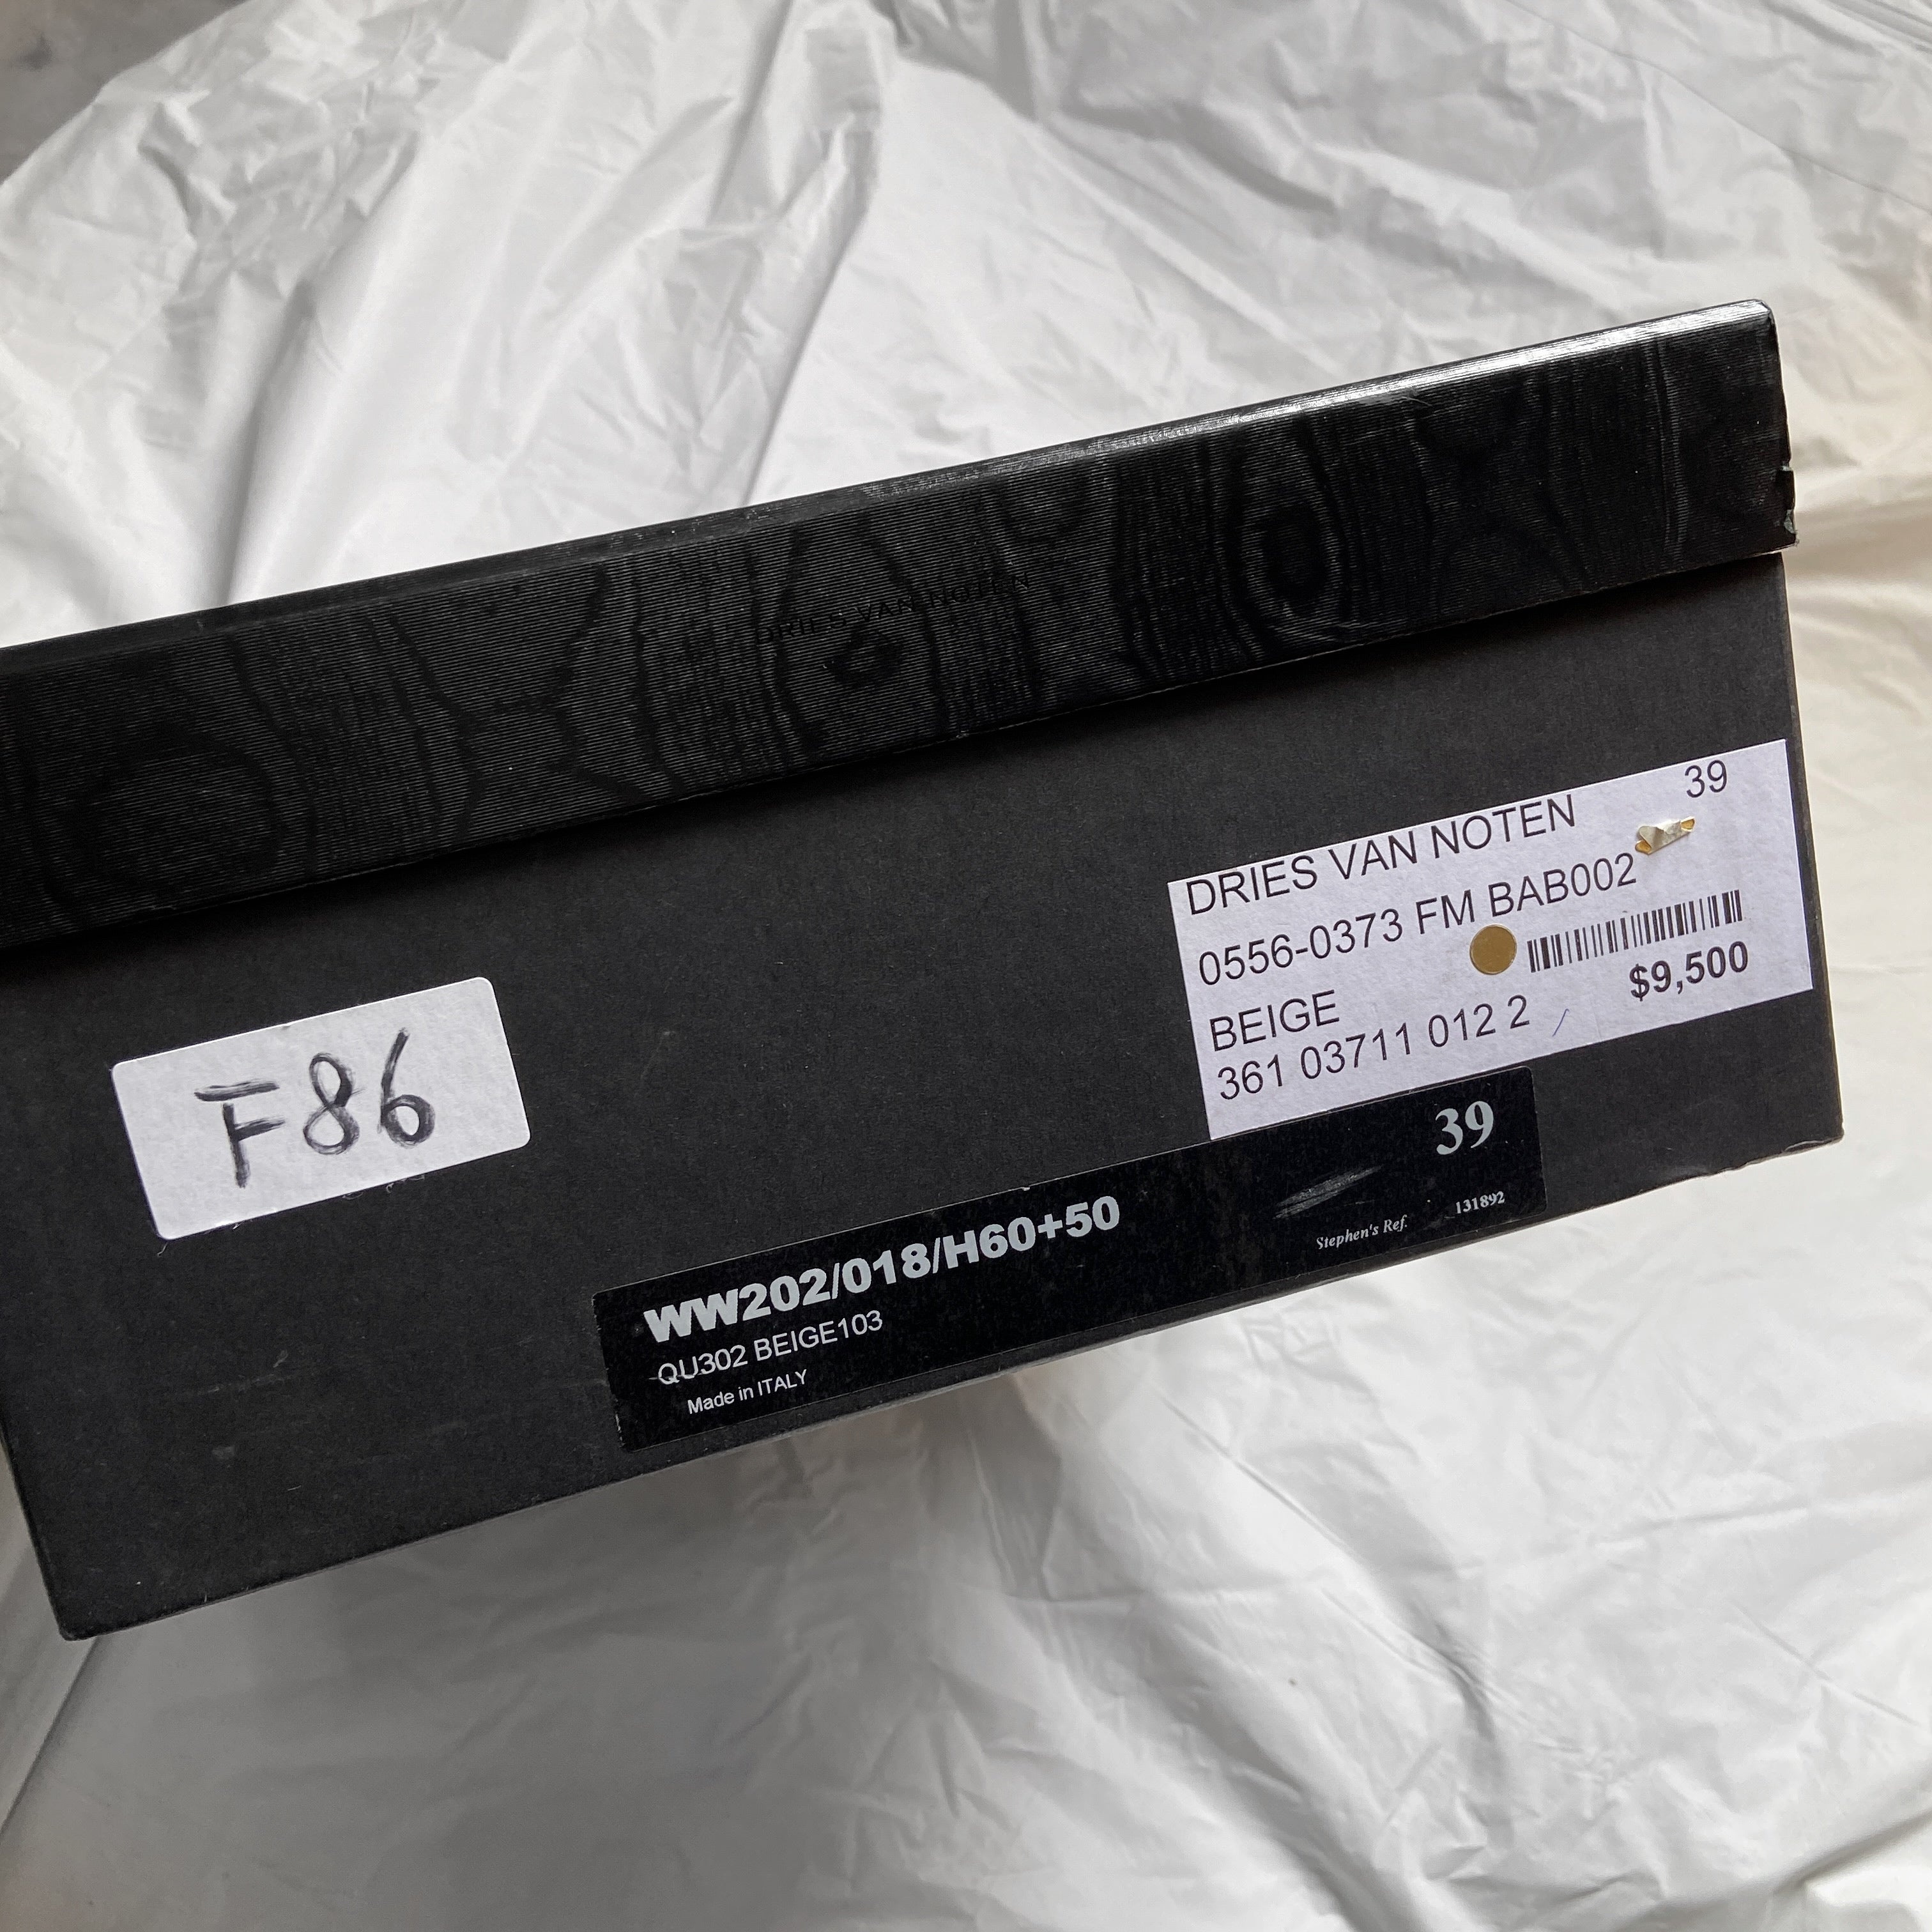 DRIES VAN NOTEN
DRIES VAN NOTEN 39
0556-0373 FM BAB002
$9,500
BEIGE
361 03711 012 2
F86
WW202/018/H60+50 39
QU302 BEIGE103
Made in ITALY
Stephen's Ref. 131892